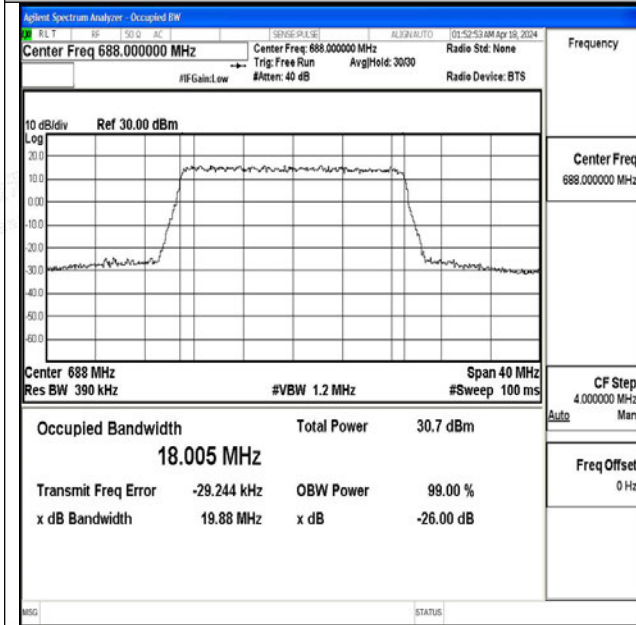 Agilent Spectrum Analyzer - Occupied BW
RL T RF 50 Ω AC SENSE:PULSE ALIGNAUTO 01:52:53 AM Apr 18, 2024
Center Freq 688.000000 MHz
Center Freq: 688.000000 MHz
Radio Std: None
Trig: Free Run Avg|Hold: 30/30
#IFGain:Low #Atten: 40 dB Radio Device: BTS
Frequency
10 dB/div Ref 30.00 dBm
Log
20.0
10.0
0.00
-10.0
-20.0
-30.0
-40.0
-50.0
-60.0
Center 688 MHz Span 40 MHz
Res BW 390 kHz #VBW 1.2 MHz #Sweep 100 ms
Center Freq
688.000000 MHz
CF Step
4.000000 MHz
Auto Man
Freq Offset
0 Hz
Occupied Bandwidth Total Power 30.7 dBm
18.005 MHz
Transmit Freq Error -29.244 kHz OBW Power 99.00 %
x dB Bandwidth 19.88 MHz x dB -26.00 dB
MSG STATUS